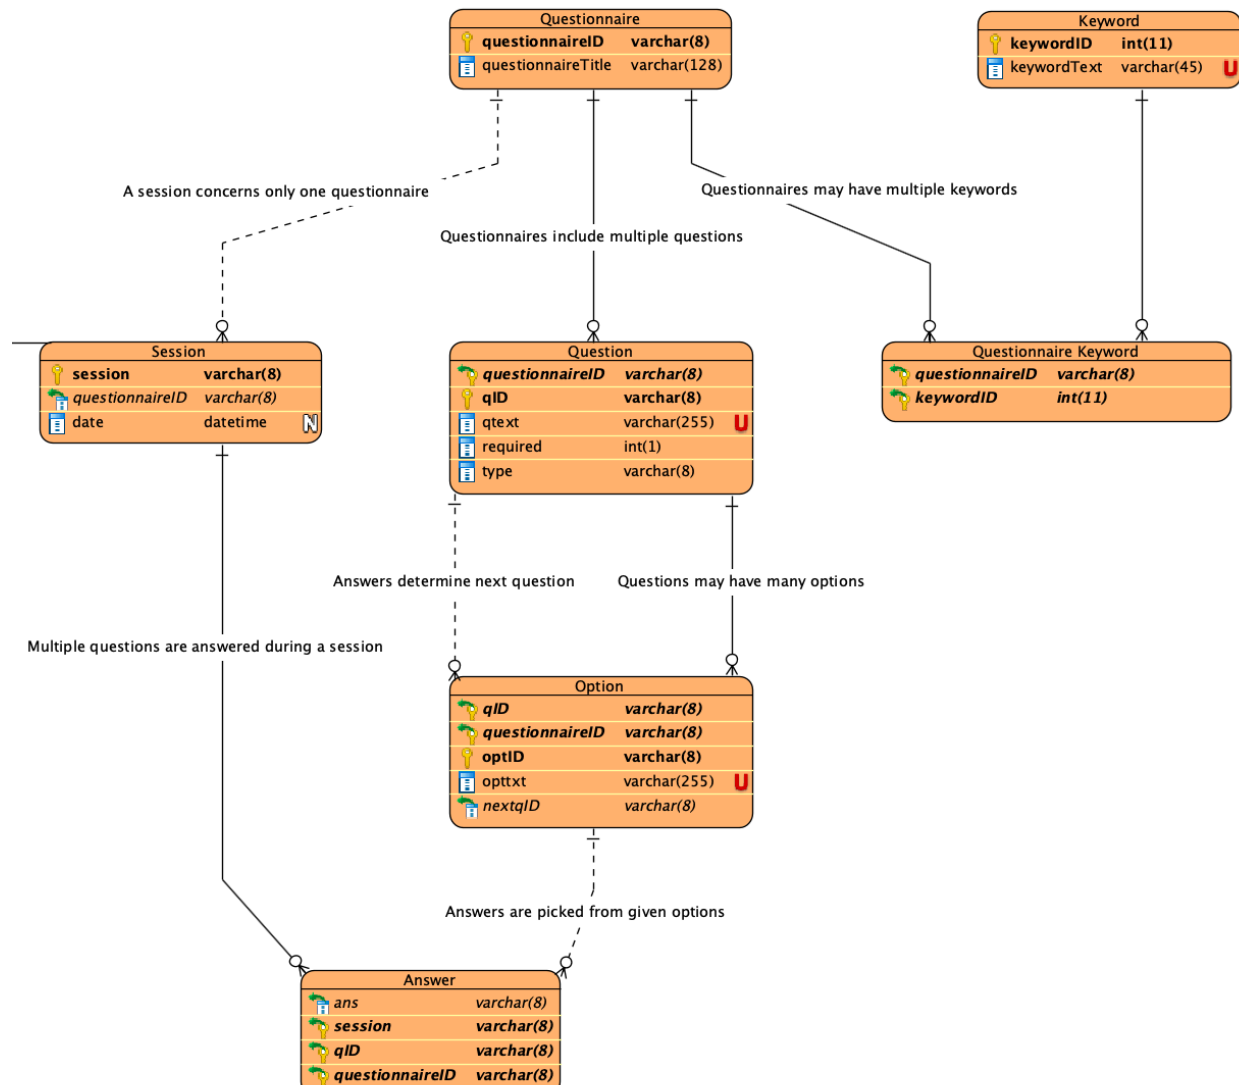 Questionnaire
questionnaireID varchar(8)
questionnaireTitle varchar(128)
Keyword
keywordID int(11)
keywordText varchar(45) U
A session concerns only one questionnaire
Questionnaires may have multiple keywords
Questionnaires include multiple questions
Session
session varchar(8)
questionnaireID varchar(8)
date datetime N
Question
questionnaireID varchar(8)
qID varchar(8)
qtext varchar(255) U
required int(1)
type varchar(8)
Questionnaire Keyword
questionnaireID varchar(8)
keywordID int(11)
Answers determine next question
Questions may have many options
Multiple questions are answered during a session
Option
qID varchar(8)
questionnaireID varchar(8)
optID varchar(8)
opttxt varchar(255) U
nextqID varchar(8)
Answers are picked from given options
Answer
ans varchar(8)
session varchar(8)
qID varchar(8)
questionnaireID varchar(8)